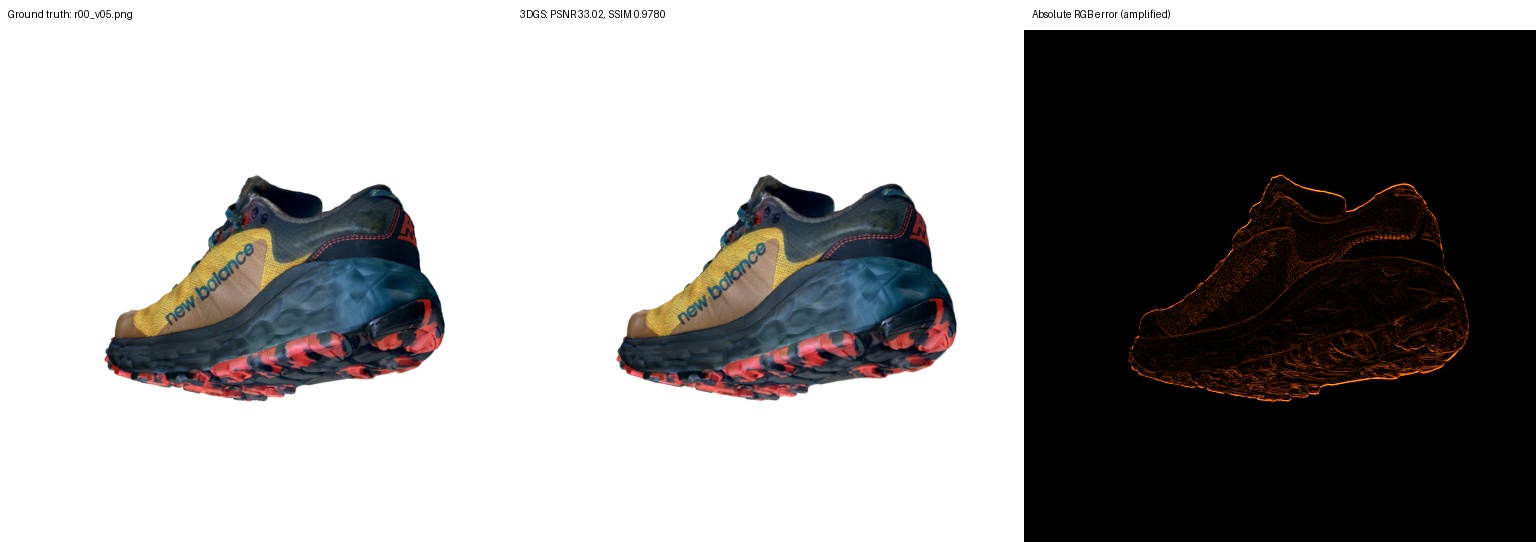 Ground truth: r00_v05.png
3DGS: PSNR 33.02, SSIM 0.9780
Absolute RGB error (amplified)
new balance
new balance